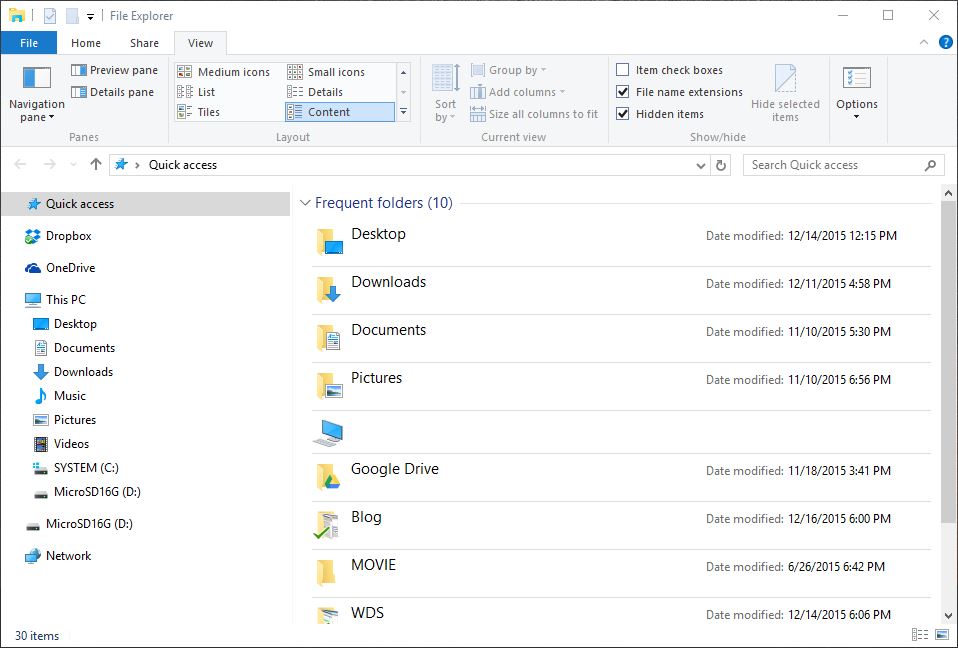 File Explorer
File Home Share View
Navigation pane
Preview pane
Details pane
Panes
Medium icons Small icons
List Details
Tiles Content
Layout
Sort by
Group by
Add columns
Size all columns to fit
Current view
Item check boxes
File name extensions
Hidden items
Hide selected items
Show/hide
Options
Quick access
Search Quick access
Quick access
Dropbox
OneDrive
This PC
Desktop
Documents
Downloads
Music
Pictures
Videos
SYSTEM (C:)
MicroSD16G (D:)
MicroSD16G (D:)
Network
Frequent folders (10)
Desktop Date modified: 12/14/2015 12:15 PM
Downloads Date modified: 12/11/2015 4:58 PM
Documents Date modified: 11/10/2015 5:30 PM
Pictures Date modified: 11/10/2015 6:56 PM
Google Drive Date modified: 11/18/2015 3:41 PM
Blog Date modified: 12/16/2015 6:00 PM
MOVIE Date modified: 6/26/2015 6:42 PM
WDS Date modified: 12/14/2015 6:06 PM
30 items